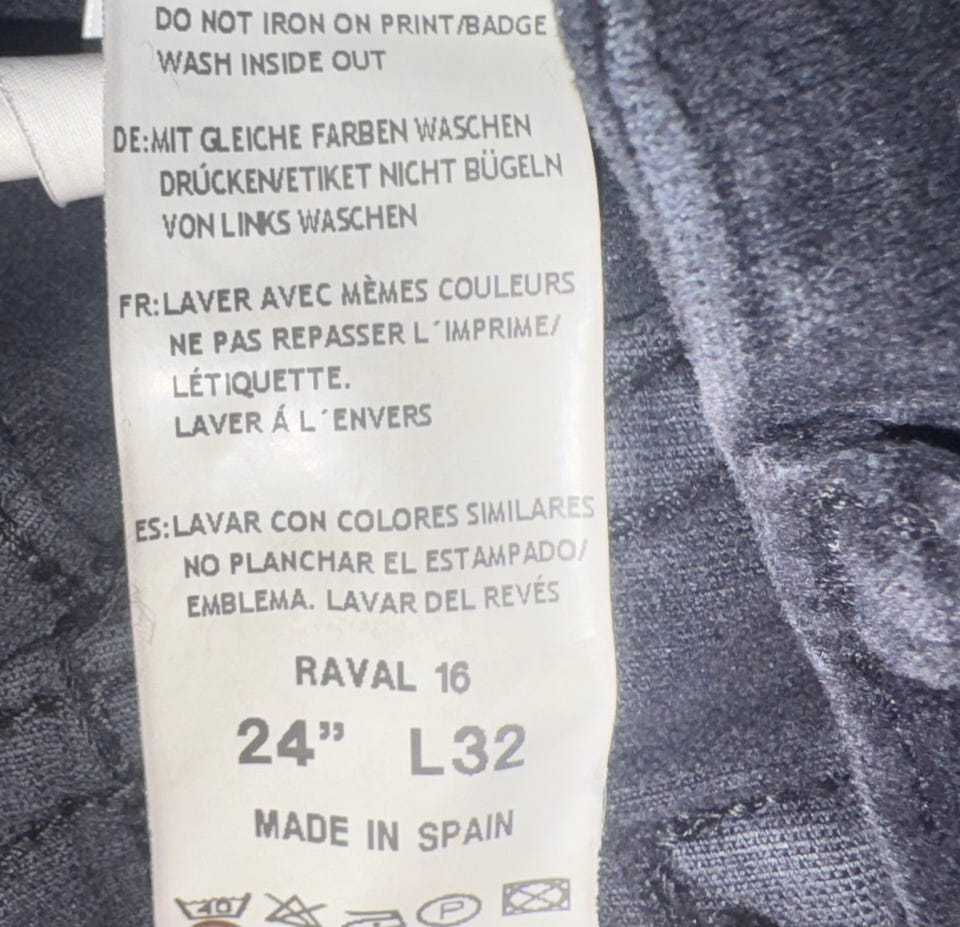 DO NOT IRON ON PRINT/BADGE
WASH INSIDE OUT
DE:MIT GLEICHE FARBEN WASCHEN
DRÚCKEN/ETIKET NICHT BÜGELN
VON LINKS WASCHEN
FR:LAVER AVEC MÈMES COULEURS
NE PAS REPASSER L´IMPRIME/
LÉTIQUETTE.
LAVER Á L´ENVERS
ES:LAVAR CON COLORES SIMILARES
NO PLANCHAR EL ESTAMPADO/
EMBLEMA. LAVAR DEL REVÉS
RAVAL 16
24” L32
MADE IN SPAIN
40 P